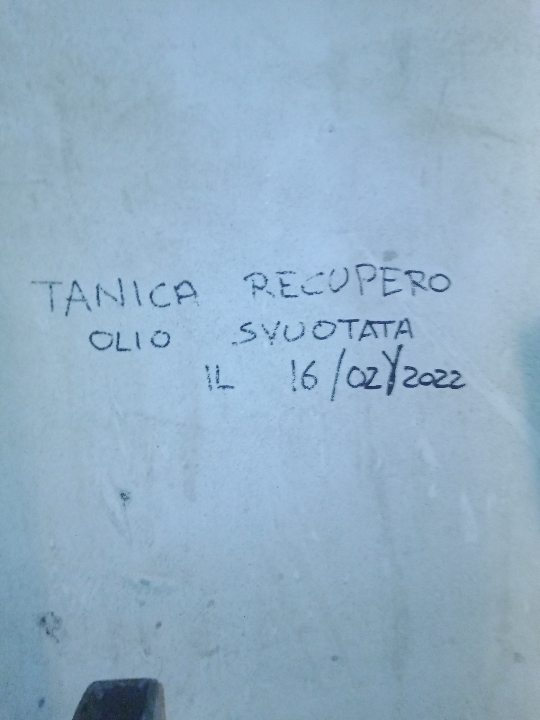 TANICA RECUPERO
OLIO SVUOTATA
IL 16/02/2022